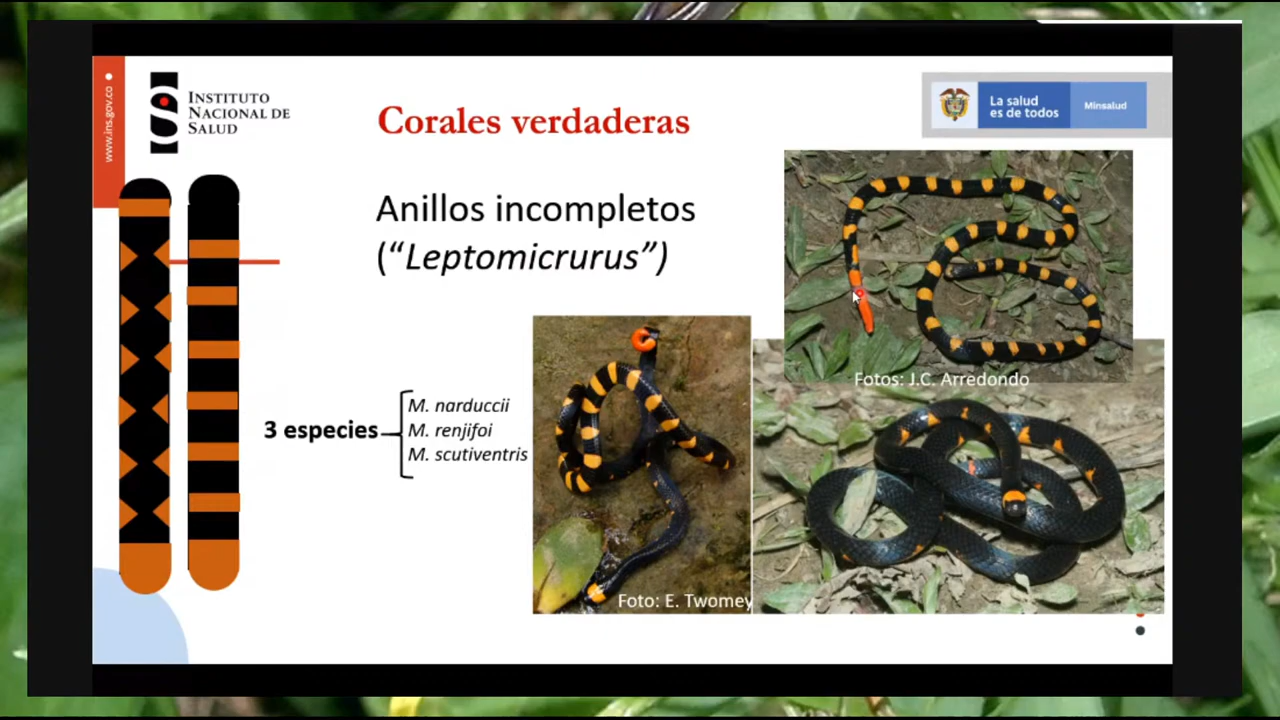 www.ins.gov.co
INSTITUTO
NACIONAL DE
SALUD
Corales verdaderas
La salud
es de todos
Minsalud
Anillos incompletos
(“Leptomicrurus”)
3 especies
M. narduccii
M. renjifoi
M. scutiventris
Fotos: J.C. Arredondo
Foto: E. Twomey